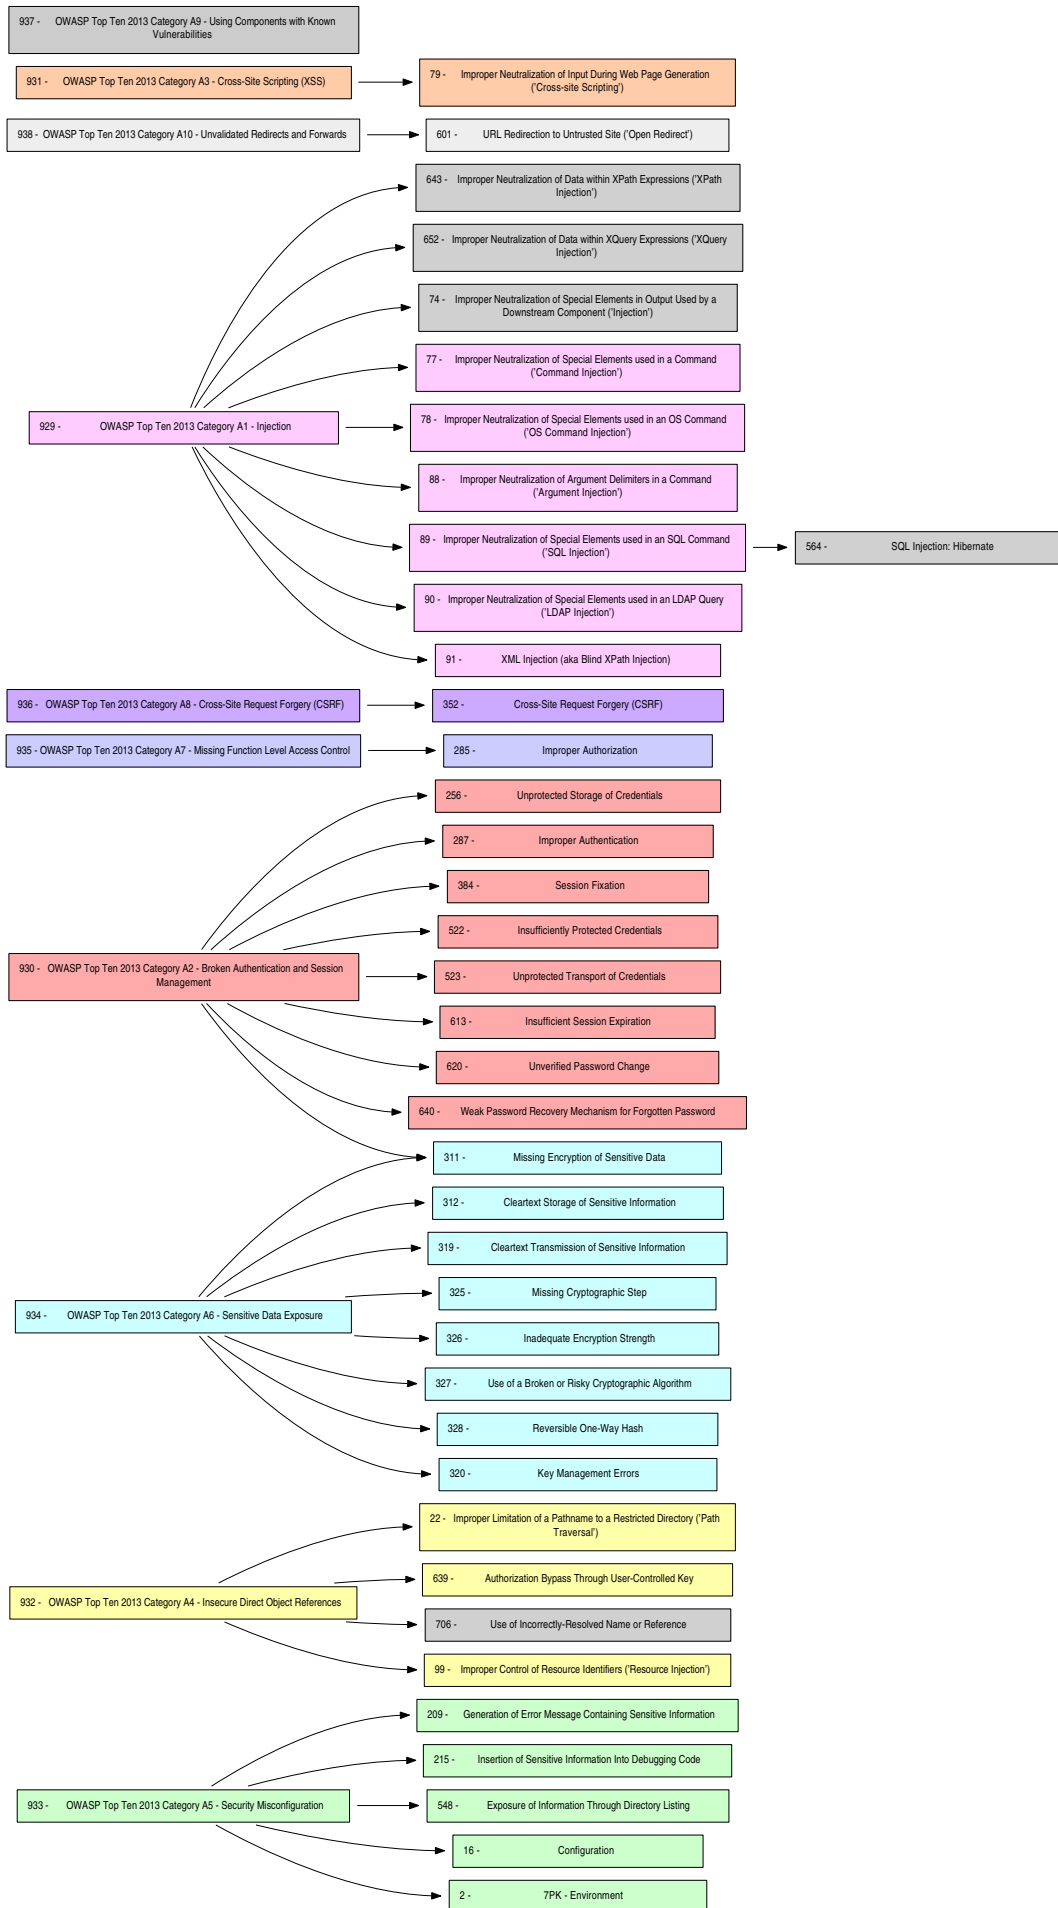 937 - OWASP Top Ten 2013 Category A9 - Using Components with Known
Vulnerabilities
931 - OWASP Top Ten 2013 Category A3 - Cross-Site Scripting (XSS)
79 - Improper Neutralization of Input During Web Page Generation
('Cross-site Scripting')
938 - OWASP Top Ten 2013 Category A10 - Unvalidated Redirects and Forwards
601 - URL Redirection to Untrusted Site ('Open Redirect')
643 - Improper Neutralization of Data within XPath Expressions ('XPath
Injection')
652 - Improper Neutralization of Data within XQuery Expressions ('XQuery
Injection')
74 - Improper Neutralization of Special Elements in Output Used by a
Downstream Component ('Injection')
77 - Improper Neutralization of Special Elements used in a Command
('Command Injection')
929 - OWASP Top Ten 2013 Category A1 - Injection
78 - Improper Neutralization of Special Elements used in an OS Command
('OS Command Injection')
88 - Improper Neutralization of Argument Delimiters in a Command
('Argument Injection')
89 - Improper Neutralization of Special Elements used in an SQL Command
('SQL Injection')
564 - SQL Injection: Hibernate
90 - Improper Neutralization of Special Elements used in an LDAP Query
('LDAP Injection')
91 - XML Injection (aka Blind XPath Injection)
936 - OWASP Top Ten 2013 Category A8 - Cross-Site Request Forgery (CSRF)
352 - Cross-Site Request Forgery (CSRF)
935 - OWASP Top Ten 2013 Category A7 - Missing Function Level Access Control
285 - Improper Authorization
256 - Unprotected Storage of Credentials
287 - Improper Authentication
384 - Session Fixation
522 - Insufficiently Protected Credentials
930 - OWASP Top Ten 2013 Category A2 - Broken Authentication and Session
Management
523 - Unprotected Transport of Credentials
613 - Insufficient Session Expiration
620 - Unverified Password Change
640 - Weak Password Recovery Mechanism for Forgotten Password
311 - Missing Encryption of Sensitive Data
312 - Cleartext Storage of Sensitive Information
319 - Cleartext Transmission of Sensitive Information
325 - Missing Cryptographic Step
934 - OWASP Top Ten 2013 Category A6 - Sensitive Data Exposure
326 - Inadequate Encryption Strength
327 - Use of a Broken or Risky Cryptographic Algorithm
328 - Reversible One-Way Hash
320 - Key Management Errors
22 - Improper Limitation of a Pathname to a Restricted Directory ('Path
Traversal')
639 - Authorization Bypass Through User-Controlled Key
932 - OWASP Top Ten 2013 Category A4 - Insecure Direct Object References
706 - Use of Incorrectly-Resolved Name or Reference
99 - Improper Control of Resource Identifiers ('Resource Injection')
209 - Generation of Error Message Containing Sensitive Information
215 - Insertion of Sensitive Information Into Debugging Code
933 - OWASP Top Ten 2013 Category A5 - Security Misconfiguration
548 - Exposure of Information Through Directory Listing
16 - Configuration
2 - 7PK - Environment